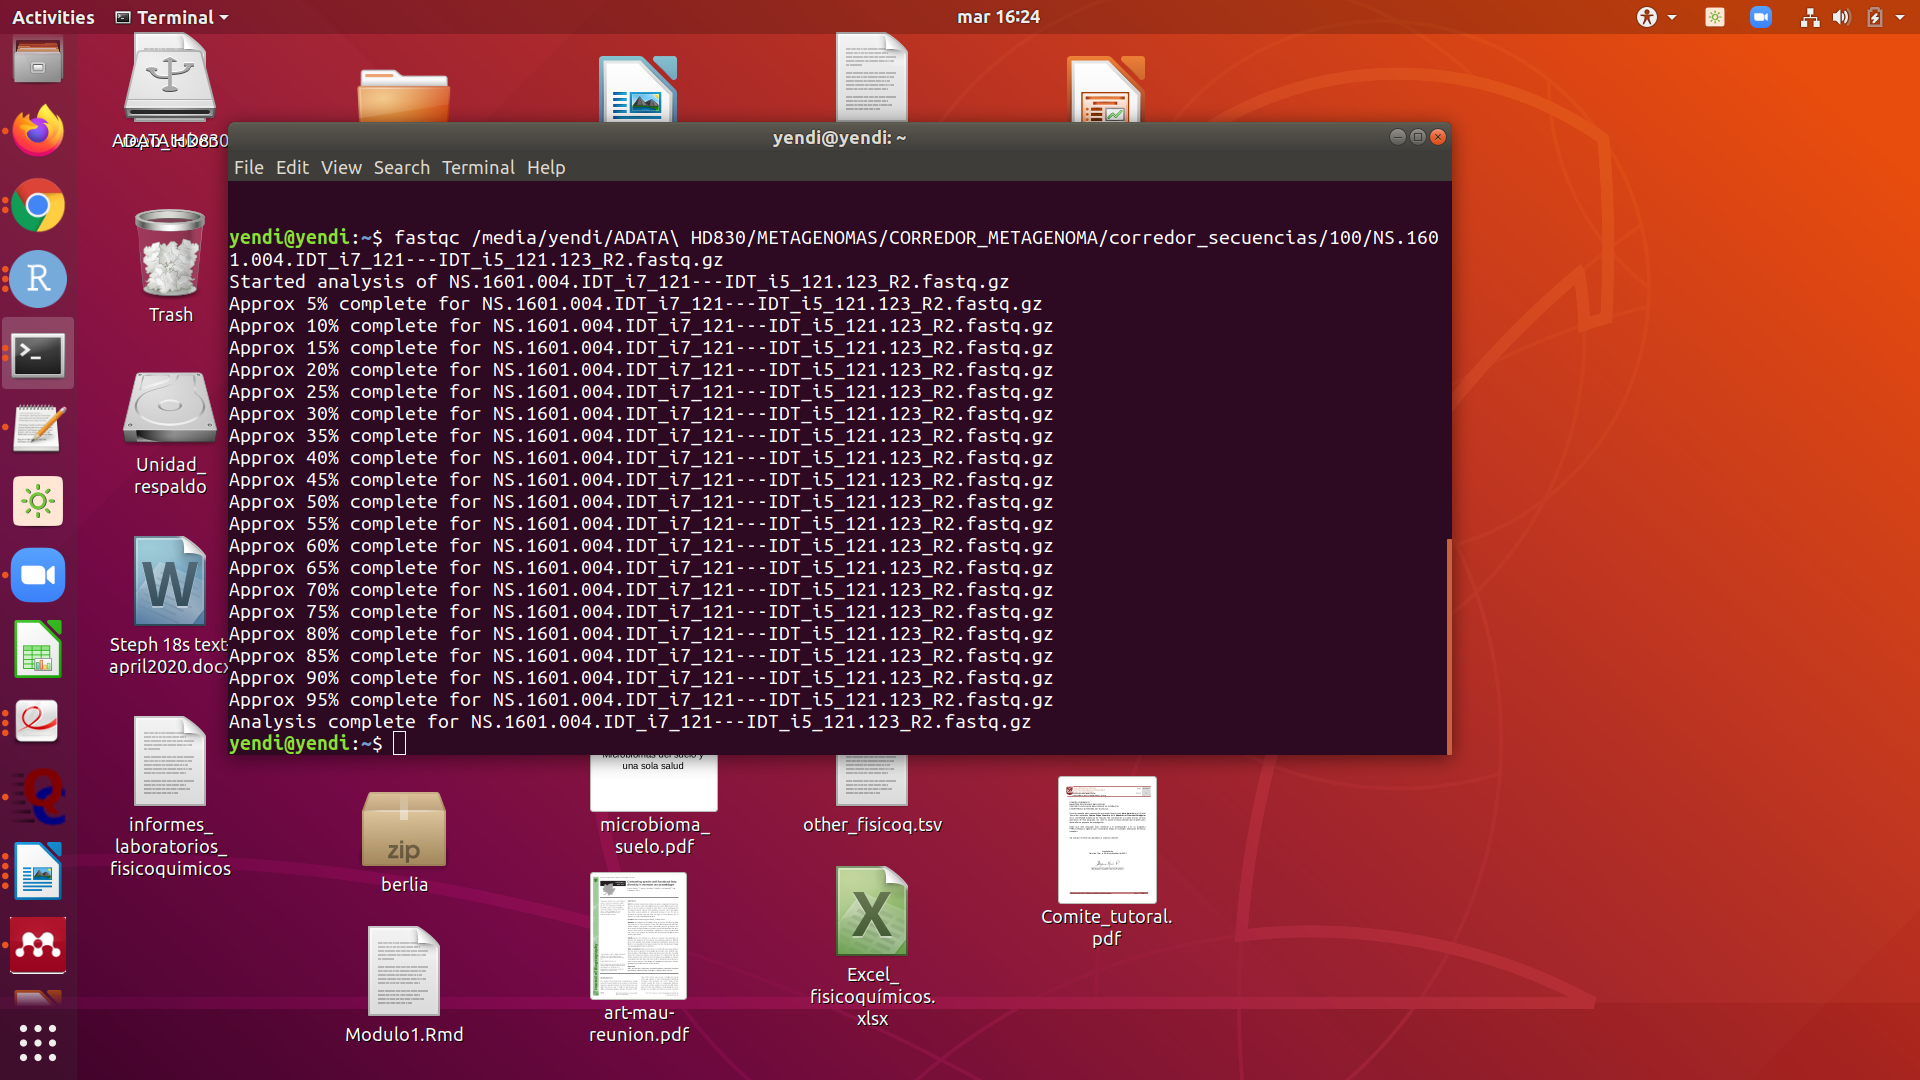 Activities
Terminal
mar 16:24
yendi@yendi: ~
File Edit View Search Terminal Help
yendi@yendi:~$ fastqc /media/yendi/ADATA\ HD830/METAGENOMAS/CORREDOR_METAGENOMA/corredor_secuencias/100/NS.160
1.004.IDT_i7_121---IDT_i5_121.123_R2.fastq.gz
Started analysis of NS.1601.004.IDT_i7_121---IDT_i5_121.123_R2.fastq.gz
Approx 5% complete for NS.1601.004.IDT_i7_121---IDT_i5_121.123_R2.fastq.gz
Approx 10% complete for NS.1601.004.IDT_i7_121---IDT_i5_121.123_R2.fastq.gz
Approx 15% complete for NS.1601.004.IDT_i7_121---IDT_i5_121.123_R2.fastq.gz
Approx 20% complete for NS.1601.004.IDT_i7_121---IDT_i5_121.123_R2.fastq.gz
Approx 25% complete for NS.1601.004.IDT_i7_121---IDT_i5_121.123_R2.fastq.gz
Approx 30% complete for NS.1601.004.IDT_i7_121---IDT_i5_121.123_R2.fastq.gz
Approx 35% complete for NS.1601.004.IDT_i7_121---IDT_i5_121.123_R2.fastq.gz
Approx 40% complete for NS.1601.004.IDT_i7_121---IDT_i5_121.123_R2.fastq.gz
Approx 45% complete for NS.1601.004.IDT_i7_121---IDT_i5_121.123_R2.fastq.gz
Approx 50% complete for NS.1601.004.IDT_i7_121---IDT_i5_121.123_R2.fastq.gz
Approx 55% complete for NS.1601.004.IDT_i7_121---IDT_i5_121.123_R2.fastq.gz
Approx 60% complete for NS.1601.004.IDT_i7_121---IDT_i5_121.123_R2.fastq.gz
Approx 65% complete for NS.1601.004.IDT_i7_121---IDT_i5_121.123_R2.fastq.gz
Approx 70% complete for NS.1601.004.IDT_i7_121---IDT_i5_121.123_R2.fastq.gz
Approx 75% complete for NS.1601.004.IDT_i7_121---IDT_i5_121.123_R2.fastq.gz
Approx 80% complete for NS.1601.004.IDT_i7_121---IDT_i5_121.123_R2.fastq.gz
Approx 85% complete for NS.1601.004.IDT_i7_121---IDT_i5_121.123_R2.fastq.gz
Approx 90% complete for NS.1601.004.IDT_i7_121---IDT_i5_121.123_R2.fastq.gz
Approx 95% complete for NS.1601.004.IDT_i7_121---IDT_i5_121.123_R2.fastq.gz
Analysis complete for NS.1601.004.IDT_i7_121---IDT_i5_121.123_R2.fastq.gz
yendi@yendi:~$
R
Trash
Unidad_
respaldo
W
Steph 18s text-
april2020.docx
informes_
laboratorios_
fisicoquimicos
zip
berlia
Modulo1.Rmd
una sola salud
microbioma_
suelo.pdf
art-mau-
reunion.pdf
other_fisicoq.tsv
X
Excel_
fisicoquímicos.
xlsx
Comite_tutoral.
pdf